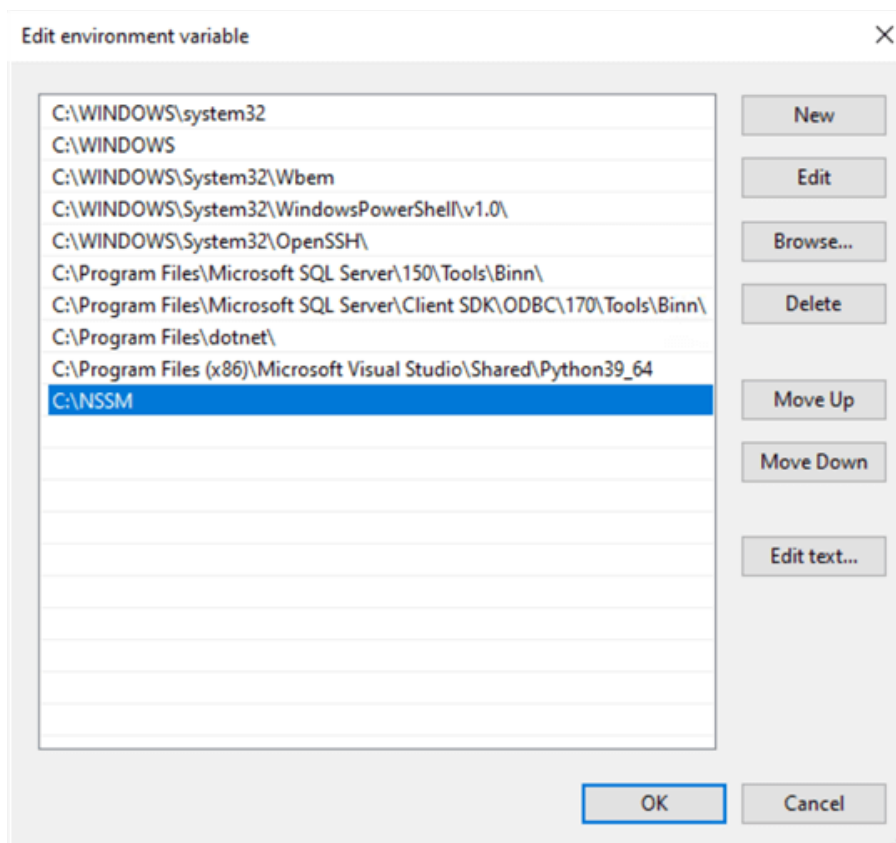 Edit environment variable
C:\WINDOWS\system32
C:\WINDOWS
C:\WINDOWS\System32\Wbem
C:\WINDOWS\System32\WindowsPowerShell\v1.0\
C:\WINDOWS\System32\OpenSSH\
C:\Program Files\Microsoft SQL Server\150\Tools\Binn\
C:\Program Files\Microsoft SQL Server\Client SDK\ODBC\170\Tools\Binn\
C:\Program Files\dotnet\
C:\Program Files (x86)\Microsoft Visual Studio\Shared\Python39_64
C:\NSSM
New
Edit
Browse...
Delete
Move Up
Move Down
Edit text...
OK
Cancel